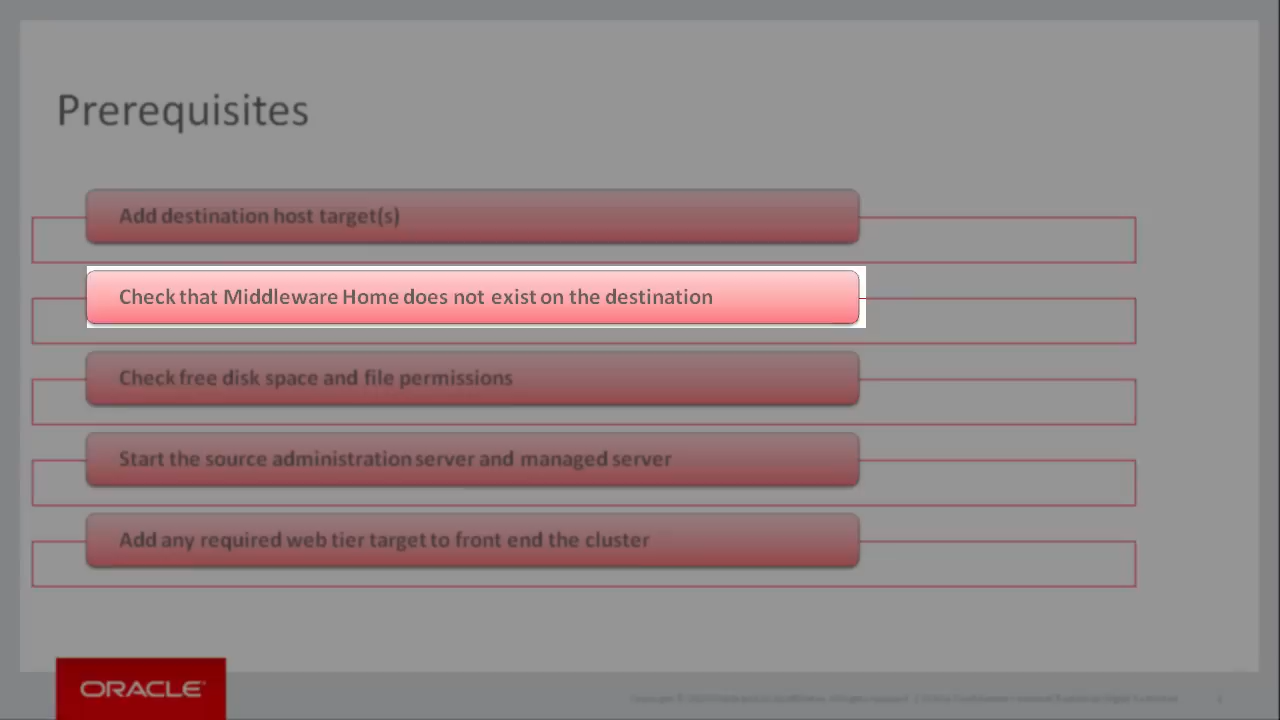 Prerequisites
Add destination host target(s)
Check that Middleware Home does not exist on the destination
Check free disk space and file permissions
Start the source administration server and managed server
Add any required web tier target to front end the cluster
ORACLE